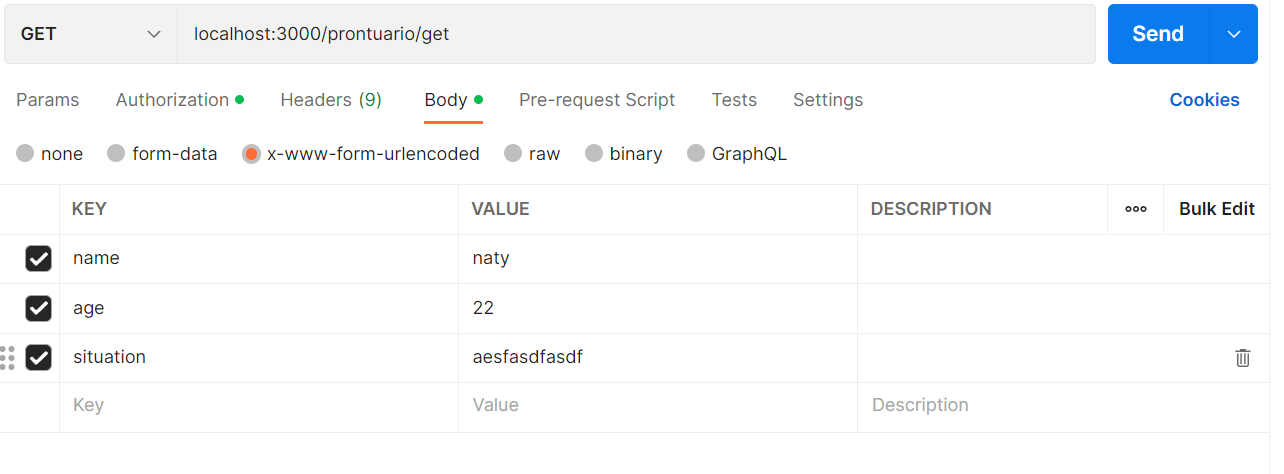 GET localhost:3000/prontuario/get Send
Params Authorization Headers (9) Body Pre-request Script Tests Settings Cookies
none form-data x-www-form-urlencoded raw binary GraphQL
KEY VALUE DESCRIPTION Bulk Edit
name naty
age 22
situation aesfasdfasdf
Key Value Description